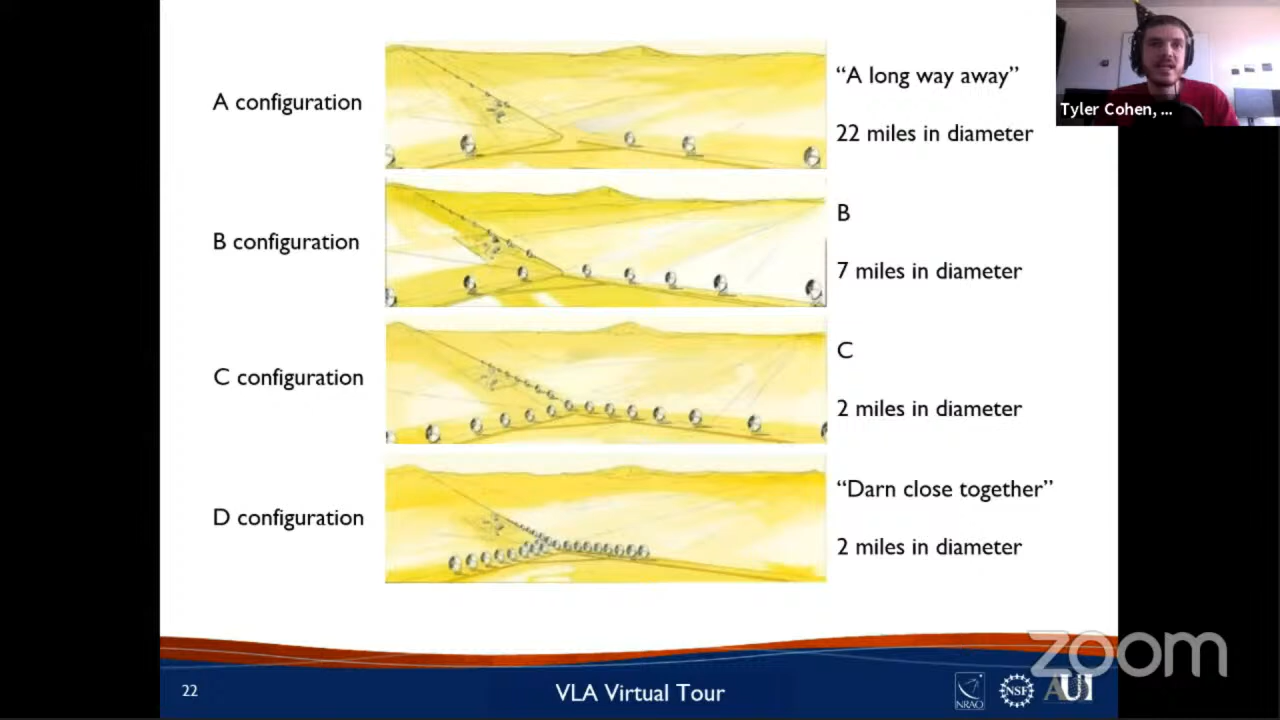 A configuration
"A long way away"
22 miles in diameter
B configuration
B
7 miles in diameter
C configuration
C
2 miles in diameter
D configuration
"Darn close together"
2 miles in diameter
Tyler Cohen, ...
22
VLA Virtual Tour
NRAO
NSF
AUI
zoom